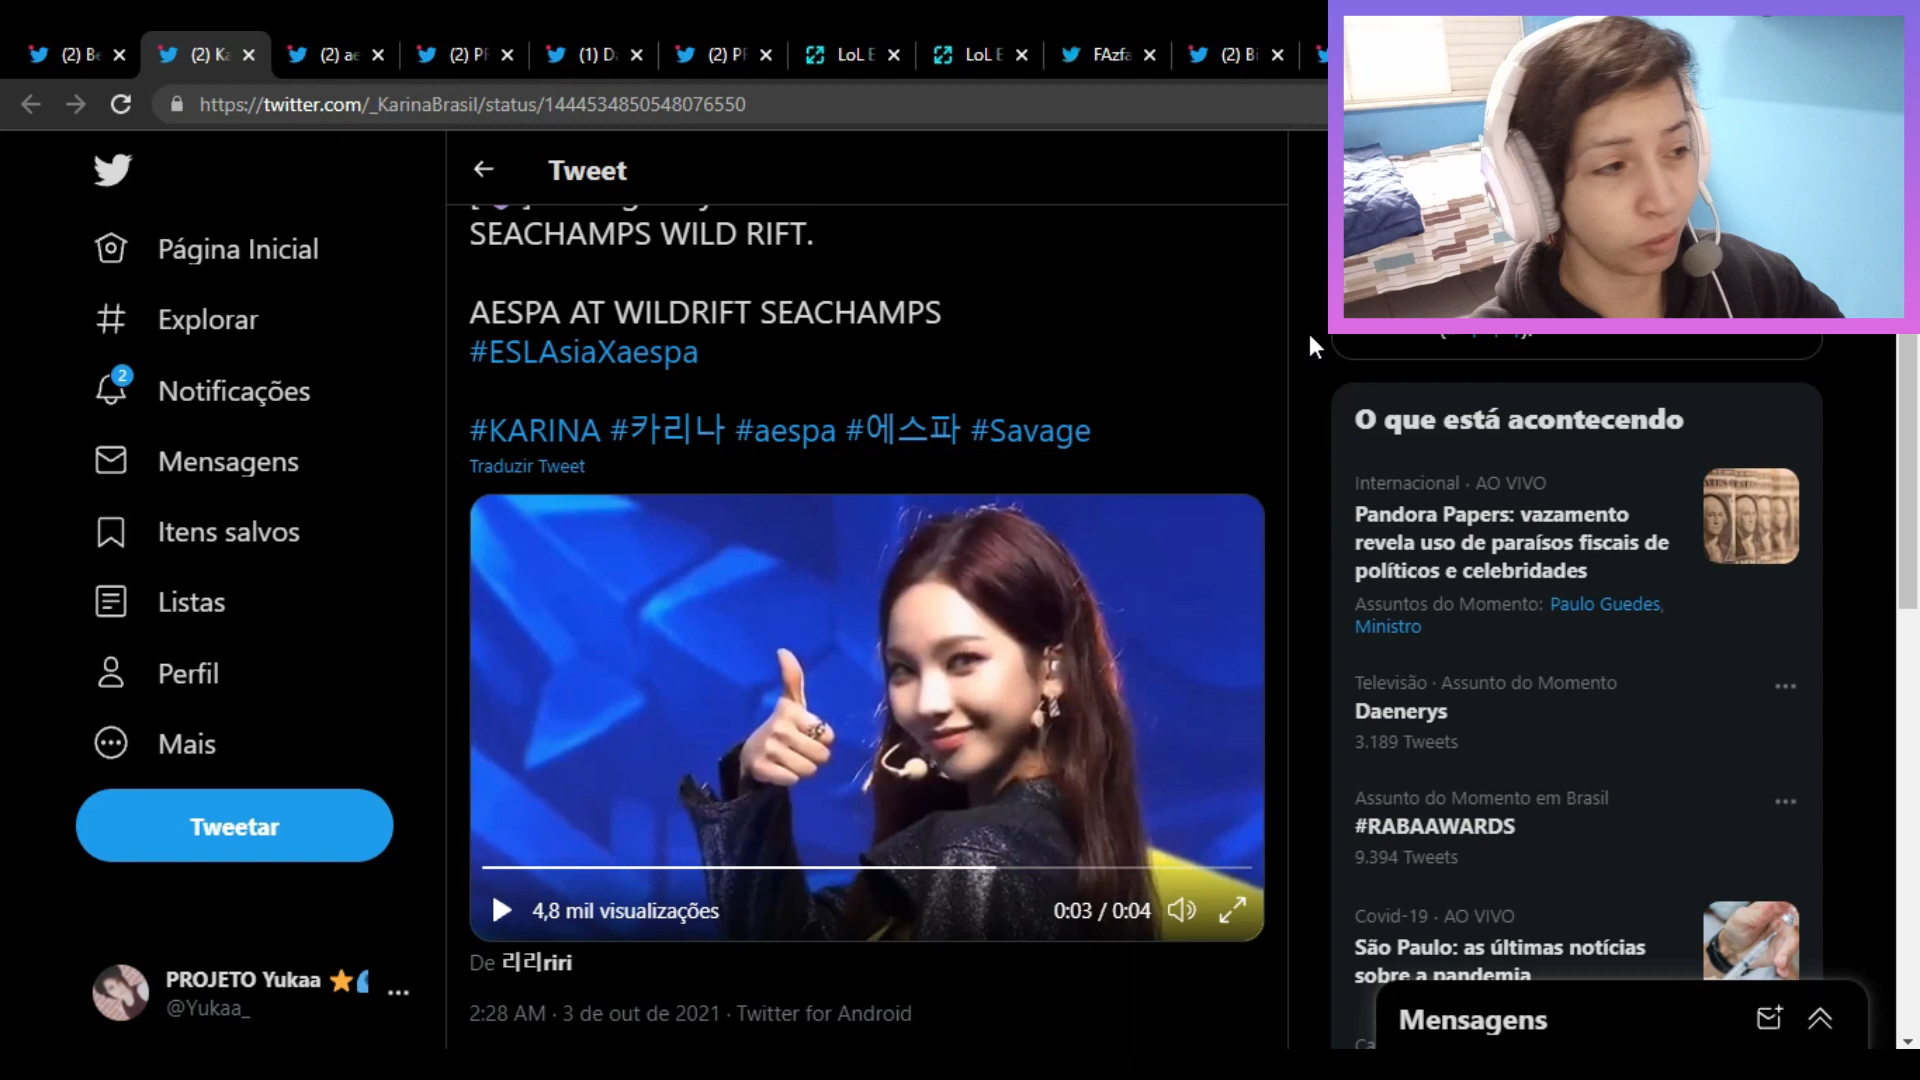 (2) Be
(2) Ka
(2) ae
(2) PF
(1) Da
(2) PF
LoL E
LoL E
FAzfa
(2) Bi
https://twitter.com/_KarinaBrasil/status/1444534850548076550
Página Inicial
Explorar
2
Notificações
Mensagens
Itens salvos
Listas
Perfil
Mais
Tweetar
PROJETO Yukaa
@Yukaa_
Tweet
SEACHAMPS WILD RIFT.
AESPA AT WILDRIFT SEACHAMPS
#ESLAsiaXaespa
#KARINA #카리나 #aespa #에스파 #Savage
Traduzir Tweet
4,8 mil visualizações
0:03 / 0:04
De 리리riri
2:28 AM · 3 de out de 2021 · Twitter for Android
O que está acontecendo
Internacional · AO VIVO
Pandora Papers: vazamento
revela uso de paraísos fiscais de
políticos e celebridades
Assuntos do Momento: Paulo Guedes,
Ministro
Televisão · Assunto do Momento
Daenerys
3.189 Tweets
Assunto do Momento em Brasil
#RABAAWARDS
9.394 Tweets
Covid-19 · AO VIVO
São Paulo: as últimas notícias
sobre a pandemia
Mensagens